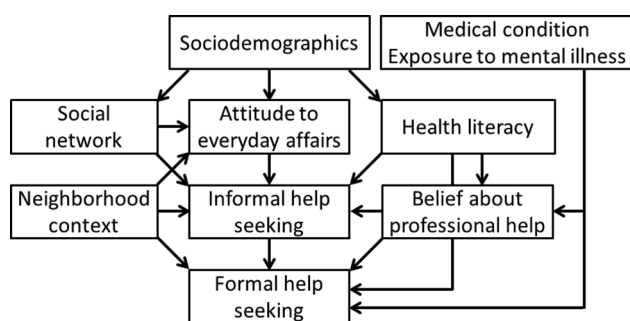 Sociodemographics
Medical condition
Exposure to mental illness
Social
network
Attitude to
everyday affairs
Health literacy
Neighborhood
context
Informal help
seeking
Belief about
professional help
Formal help
seeking